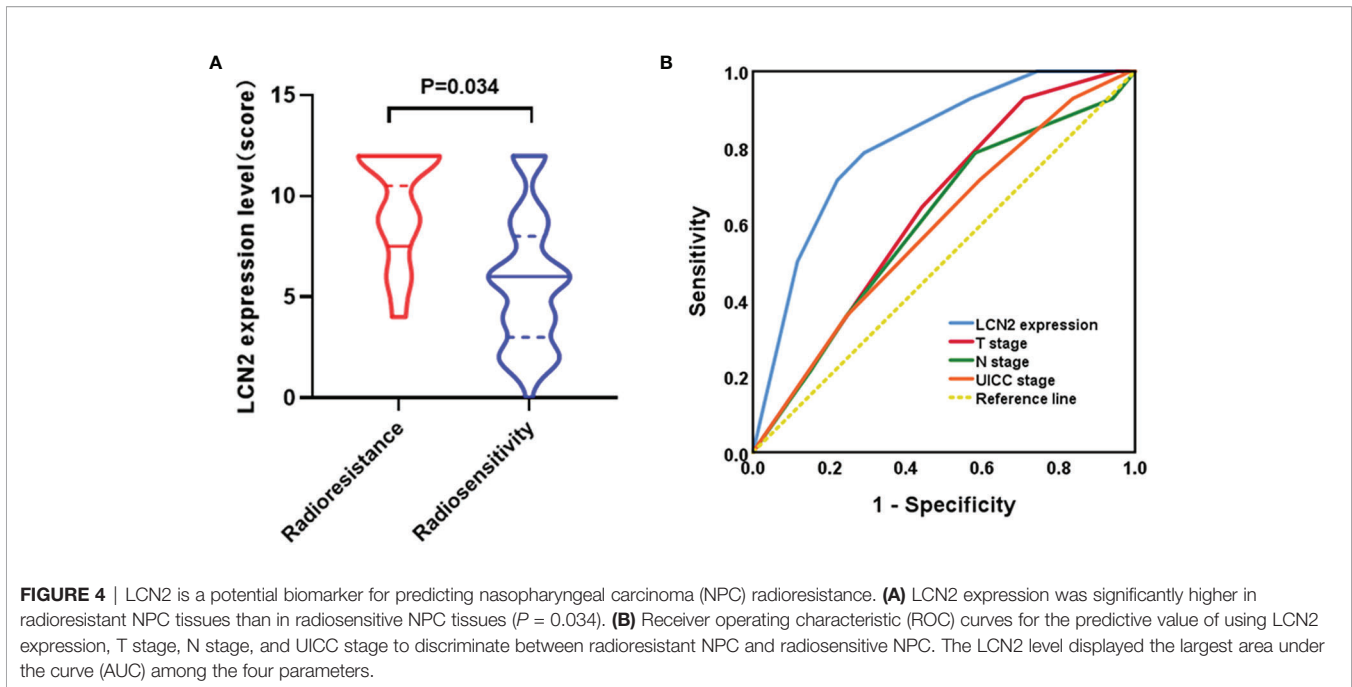 A
LCN2 expression level(score)
P=0.034
15
10
5
0
Radioresistance
Radiosensitivity
B
Sensitivity
1.0
0.8
0.6
0.4
0.2
0.0
LCN2 expression
T stage
N stage
UICC stage
Reference line
0.0 0.2 0.4 0.6 0.8 1.0
1 - Specificity
FIGURE 4 | LCN2 is a potential biomarker for predicting nasopharyngeal carcinoma (NPC) radioresistance. (A) LCN2 expression was significantly higher in
radioresistant NPC tissues than in radiosensitive NPC tissues (P = 0.034). (B) Receiver operating characteristic (ROC) curves for the predictive value of using LCN2
expression, T stage, N stage, and UICC stage to discriminate between radioresistant NPC and radiosensitive NPC. The LCN2 level displayed the largest area under
the curve (AUC) among the four parameters.